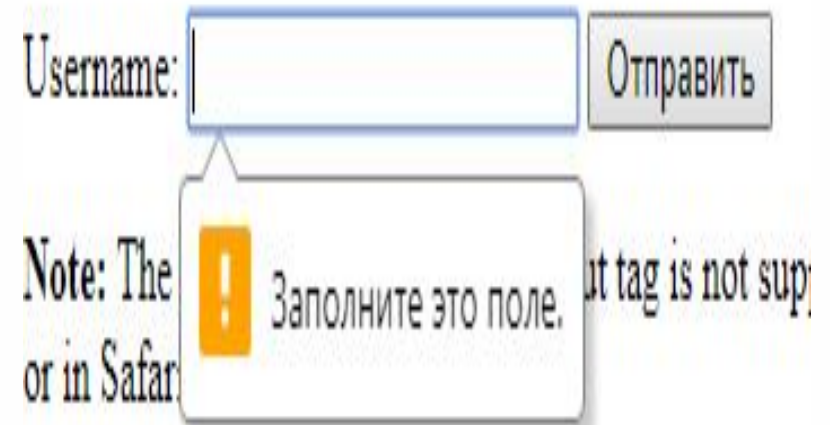 Username: Отправить
Заполните это поле.
Note: The ut tag is not sup
or in Safar